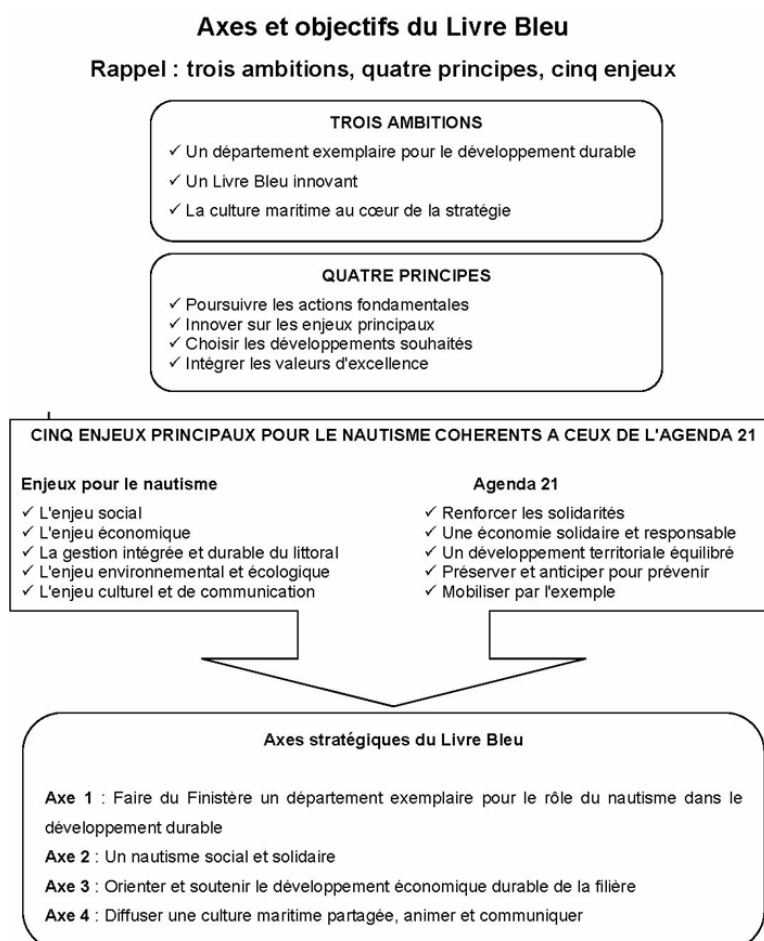 Axes et objectifs du Livre Bleu
Rappel : trois ambitions, quatre principes, cinq enjeux
TROIS AMBITIONS
✓ Un département exemplaire pour le développement durable
✓ Un Livre Bleu innovant
✓ La culture maritime au cœur de la stratégie
QUATRE PRINCIPES
✓ Poursuivre les actions fondamentales
✓ Innover sur les enjeux principaux
✓ Choisir les développements souhaités
✓ Intégrer les valeurs d'excellence
CINQ ENJEUX PRINCIPAUX POUR LE NAUTISME COHERENTS A CEUX DE L'AGENDA 21
Enjeux pour le nautisme
✓ L'enjeu social
✓ L'enjeu économique
✓ La gestion intégrée et durable du littoral
✓ L'enjeu environnemental et écologique
✓ L'enjeu culturel et de communication
Agenda 21
✓ Renforcer les solidarités
✓ Une économie solidaire et responsable
✓ Un développement territoriale équilibré
✓ Préserver et anticiper pour prévenir
✓ Mobiliser par l'exemple
Axes stratégiques du Livre Bleu
Axe 1 : Faire du Finistère un département exemplaire pour le rôle du nautisme dans le
développement durable
Axe 2 : Un nautisme social et solidaire
Axe 3 : Orienter et soutenir le développement économique durable de la filière
Axe 4 : Diffuser une culture maritime partagée, animer et communiquer